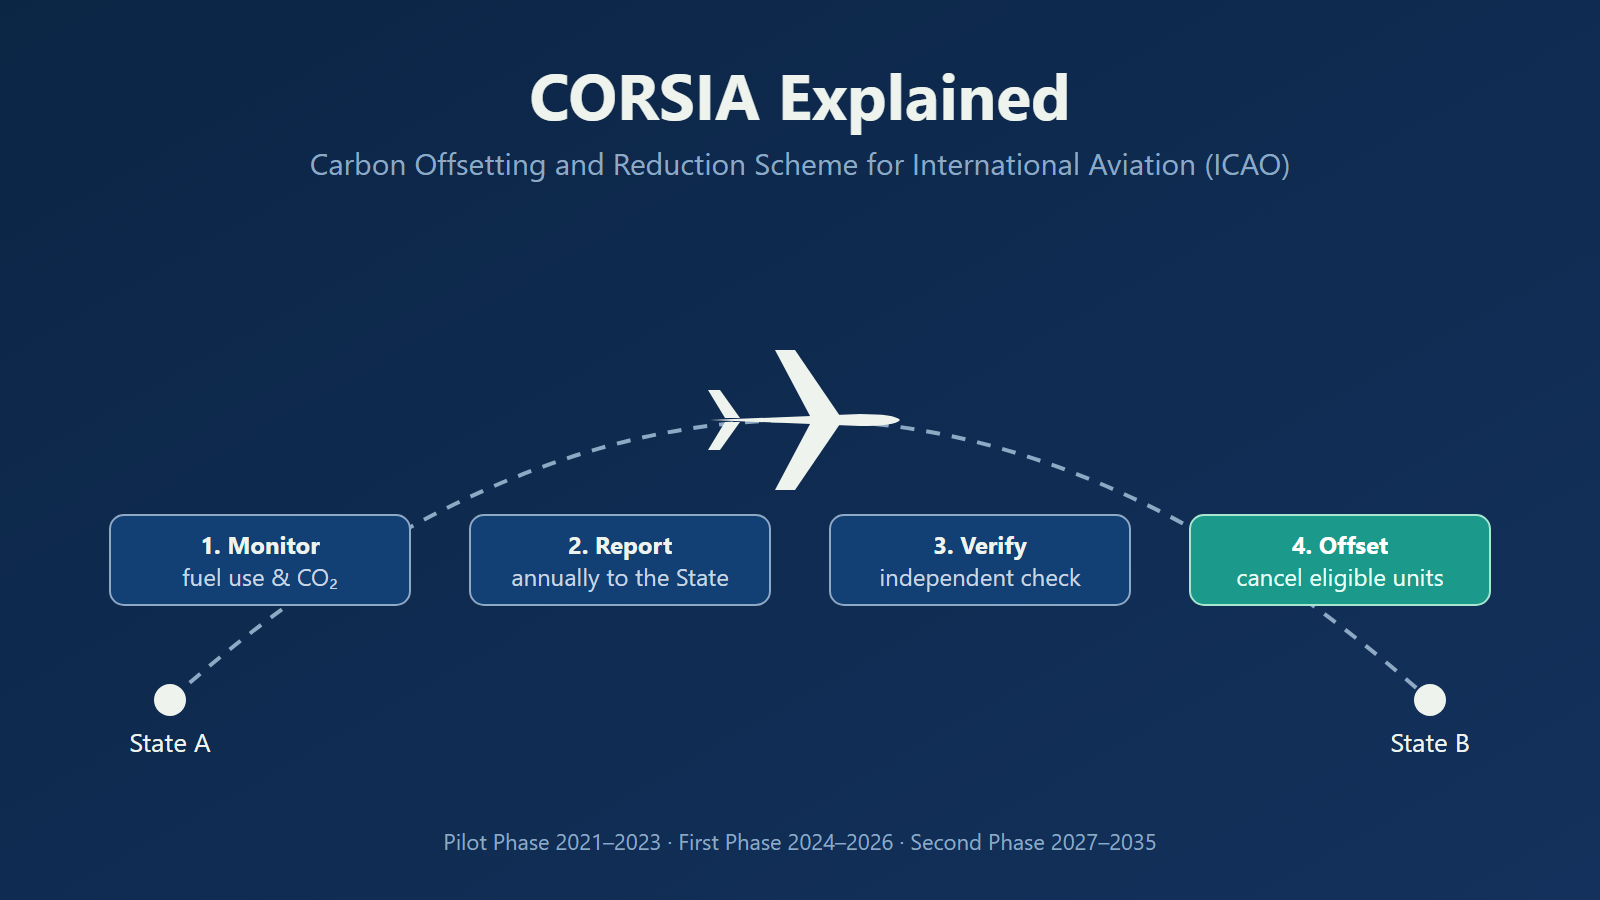 CORSIA Explained
Carbon Offsetting and Reduction Scheme for International Aviation (ICAO)
1. Monitor
fuel use & CO₂
2. Report
annually to the State
3. Verify
independent check
4. Offset
cancel eligible units
State A
State B
Pilot Phase 2021–2023 · First Phase 2024–2026 · Second Phase 2027–2035